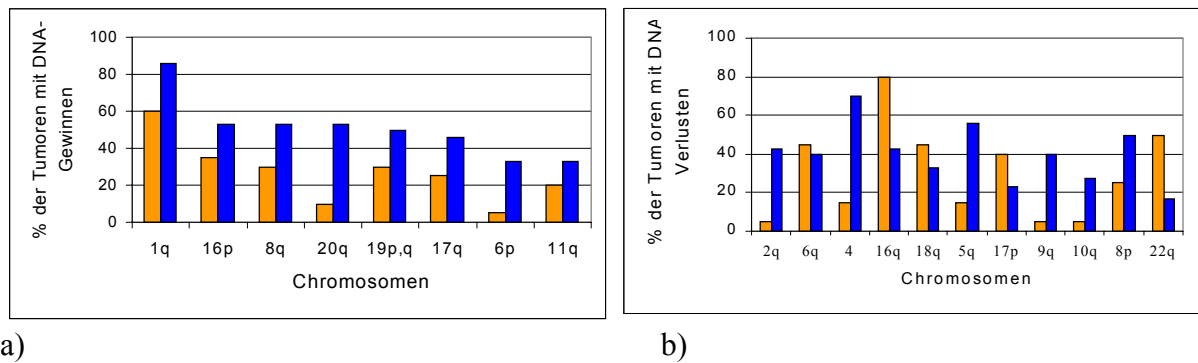 % der Tumoren mit DNA-
Gewinnen
100
80
60
40
20
0
1q 16p 8q 20q 19p,q 17q 6p 11q
Chromosomen
a)
% der Tumoren mit DNA
Verlusten
100
80
60
40
20
0
2q 6q 4 16q 18q 5q 17p 9q 10q 8p 22q
Chromosomen
b)